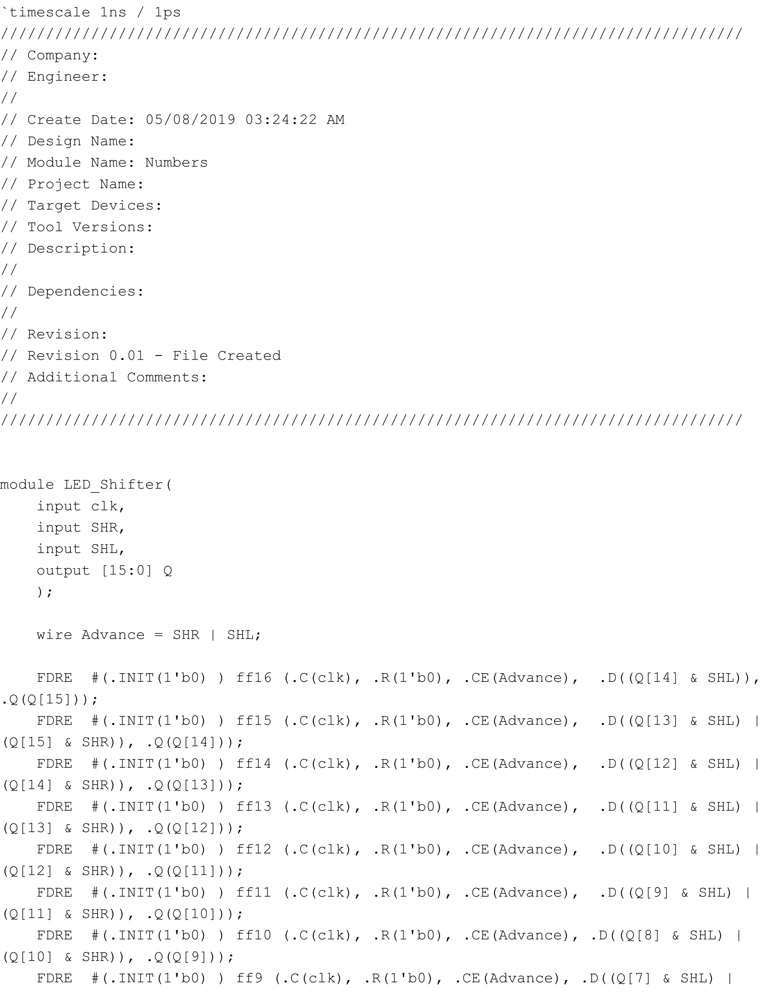 `timescale 1ns / 1ps
//////////////////////////////////////////////////////////////////////////////////
// Company:
// Engineer:
//
// Create Date: 05/08/2019 03:24:22 AM
// Design Name:
// Module Name: Numbers
// Project Name:
// Target Devices:
// Tool Versions:
// Description:
//
// Dependencies:
//
// Revision:
// Revision 0.01 - File Created
// Additional Comments:
//
//////////////////////////////////////////////////////////////////////////////////
module LED_Shifter(
    input clk,
    input SHR,
    input SHL,
    output [15:0] Q
    );
    wire Advance = SHR | SHL;
    FDRE  #(.INIT(1'b0) ) ff16 (.C(clk), .R(1'b0), .CE(Advance),  .D((Q[14] & SHL)),
.Q(Q[15]));
    FDRE  #(.INIT(1'b0) ) ff15 (.C(clk), .R(1'b0), .CE(Advance),  .D((Q[13] & SHL) |
(Q[15] & SHR)), .Q(Q[14]));
    FDRE  #(.INIT(1'b0) ) ff14 (.C(clk), .R(1'b0), .CE(Advance),  .D((Q[12] & SHL) |
(Q[14] & SHR)), .Q(Q[13]));
    FDRE  #(.INIT(1'b0) ) ff13 (.C(clk), .R(1'b0), .CE(Advance),  .D((Q[11] & SHL) |
(Q[13] & SHR)), .Q(Q[12]));
    FDRE  #(.INIT(1'b0) ) ff12 (.C(clk), .R(1'b0), .CE(Advance),  .D((Q[10] & SHL) |
(Q[12] & SHR)), .Q(Q[11]));
    FDRE  #(.INIT(1'b0) ) ff11 (.C(clk), .R(1'b0), .CE(Advance),  .D((Q[9] & SHL) |
(Q[11] & SHR)), .Q(Q[10]));
    FDRE  #(.INIT(1'b0) ) ff10 (.C(clk), .R(1'b0), .CE(Advance), .D((Q[8] & SHL) |
(Q[10] & SHR)), .Q(Q[9]));
    FDRE  #(.INIT(1'b0) ) ff9 (.C(clk), .R(1'b0), .CE(Advance), .D((Q[7] & SHL) |